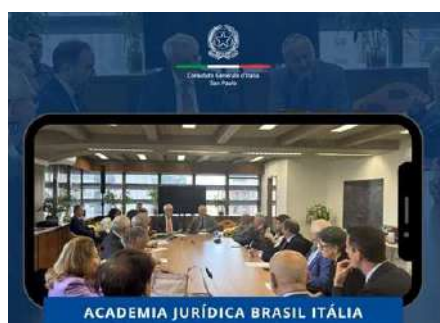 Consolato Generale d'Italia
San Paolo
ACADEMIA JURÍDICA BRASIL ITÁLIA